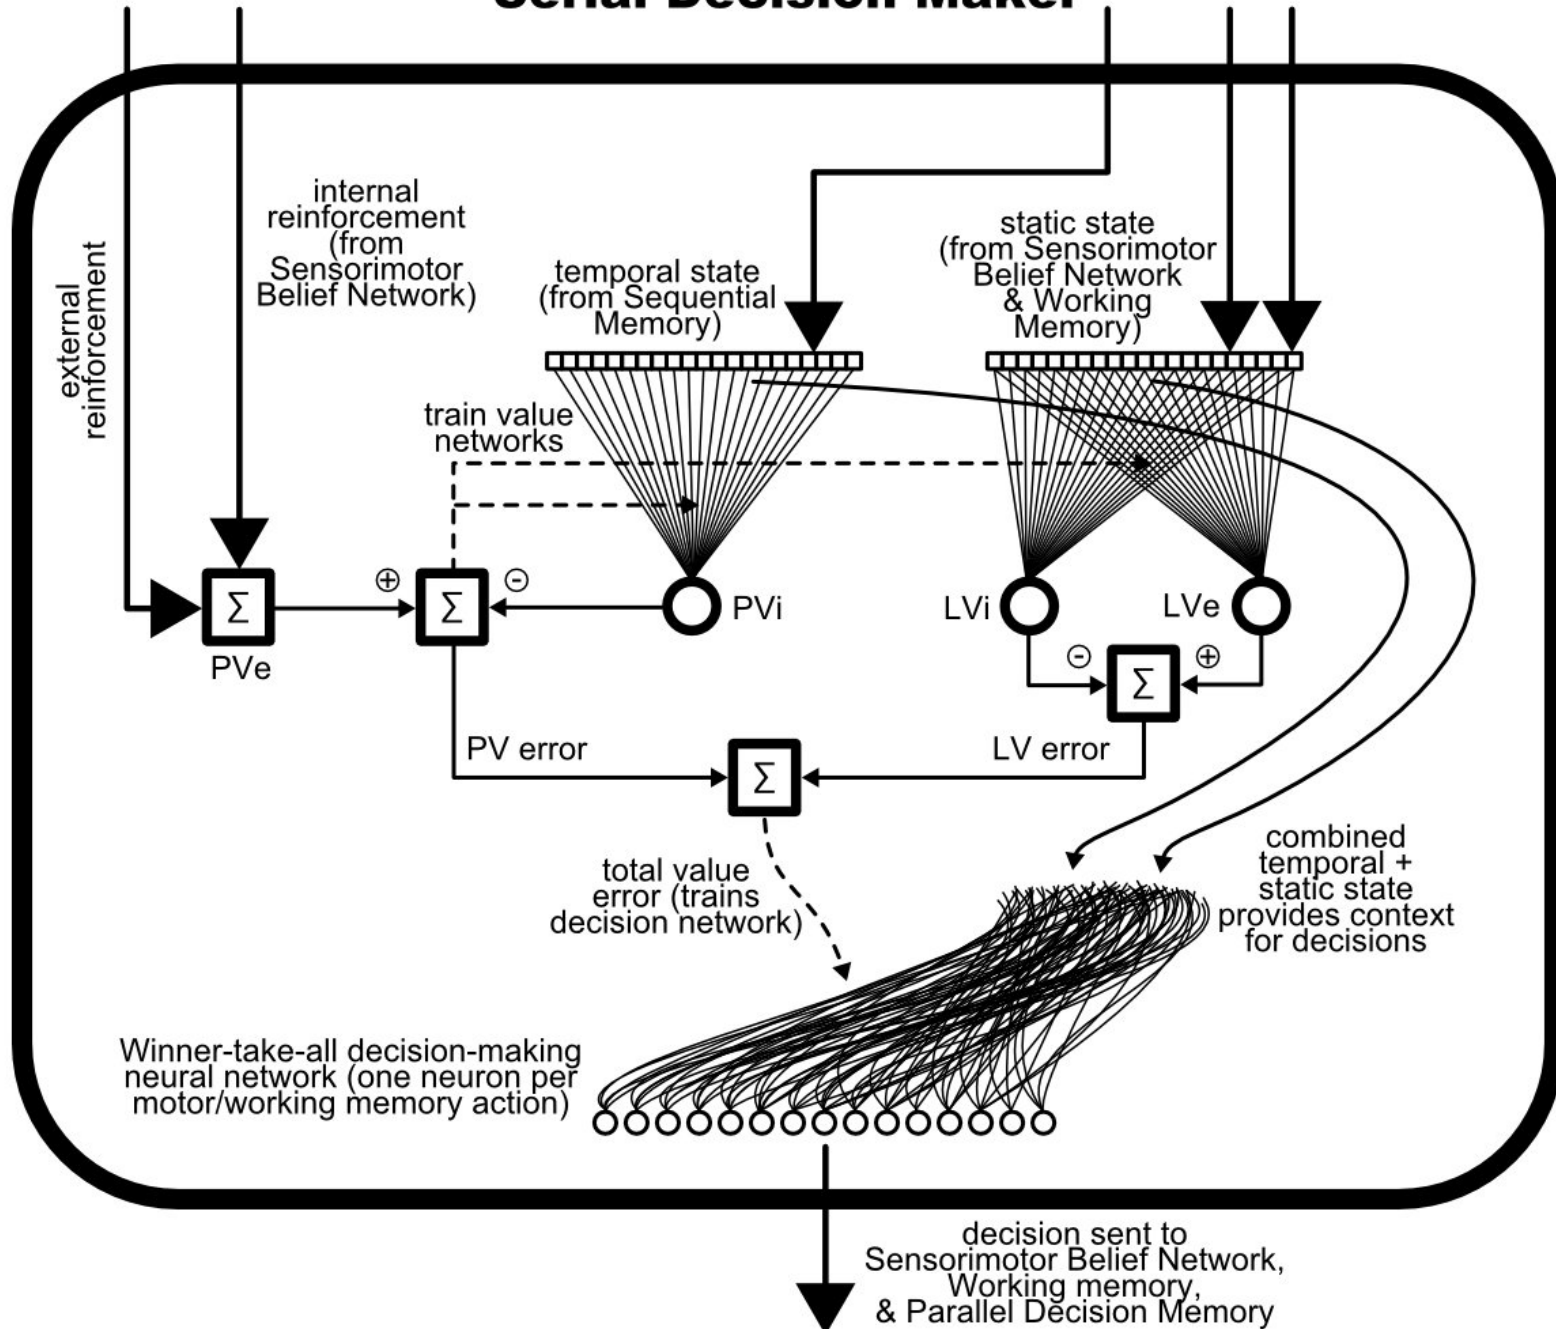 Serial Decision Maker
internal
reinforcement
(from
Sensorimotor
Belief Network)
external
reinforcement
temporal state
(from Sequential
Memory)
static state
(from Sensorimotor
Belief Network
& Working
Memory)
train value
networks
+
-
Σ
Σ
PVi
LVi
LVe
PVe
-
+
Σ
PV error
LV error
Σ
total value
error (trains
decision network)
combined
temporal +
static state
provides context
for decisions
Winner-take-all decision-making
neural network (one neuron per
motor/working memory action)
decision sent to
Sensorimotor Belief Network,
Working memory,
& Parallel Decision Memory